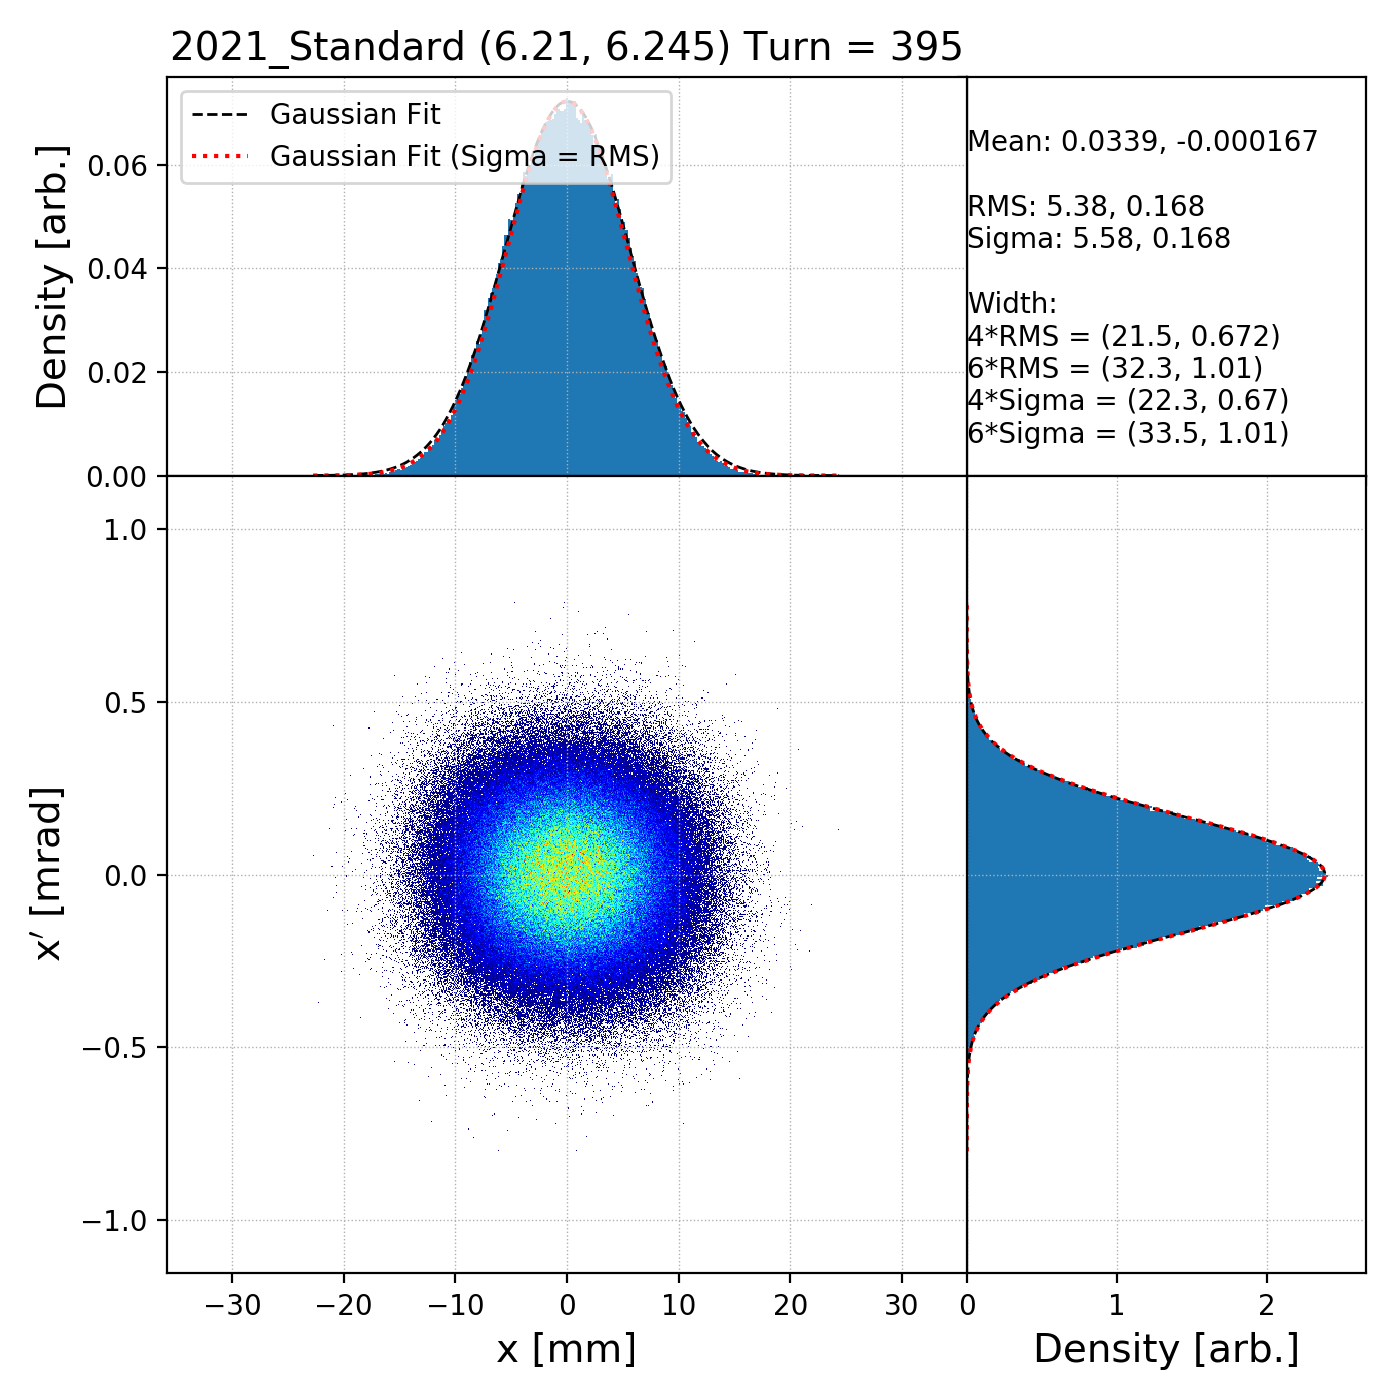 2021_Standard (6.21, 6.245) Turn = 395
Gaussian Fit
Gaussian Fit (Sigma = RMS)
Density [arb.]
0.06
0.04
0.02
0.00
Mean: 0.0339, -0.000167
RMS: 5.38, 0.168
Sigma: 5.58, 0.168
Width:
4*RMS = (21.5, 0.672)
6*RMS = (32.3, 1.01)
4*Sigma = (22.3, 0.67)
6*Sigma = (33.5, 1.01)
x′ [mrad]
1.0
0.5
0.0
−0.5
−1.0
−30 −20 −10 0 10 20 30
x [mm]
0 1 2
Density [arb.]